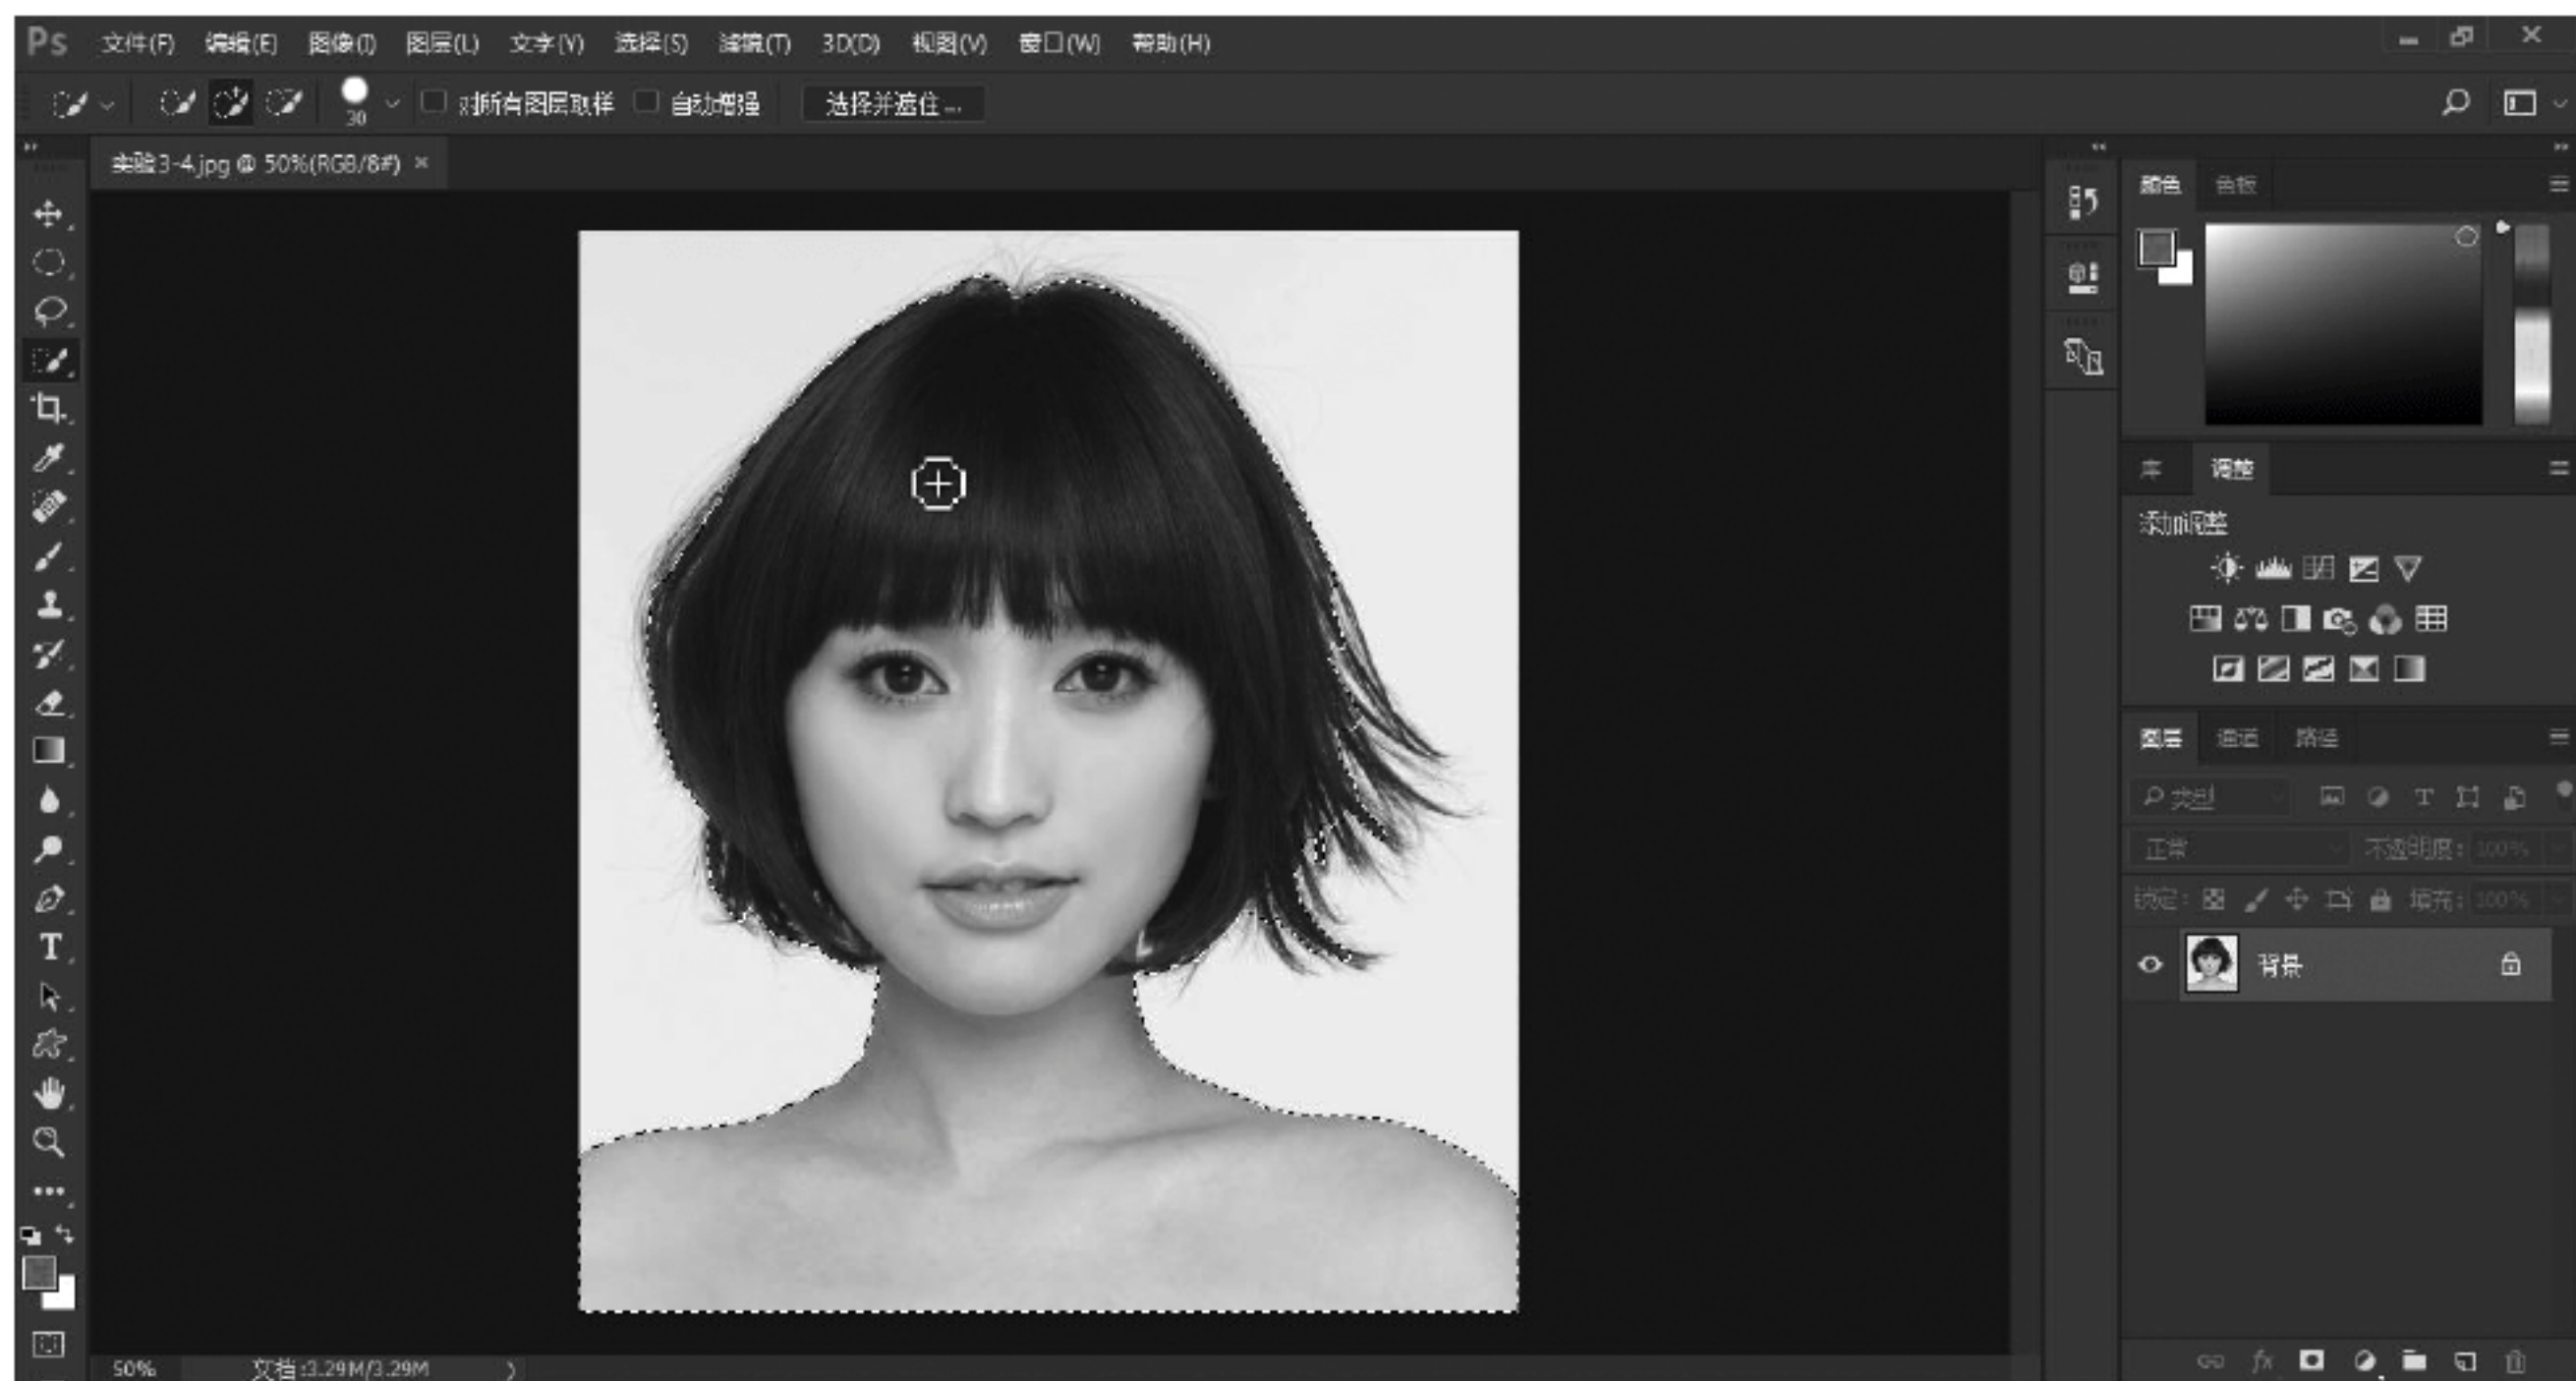 Ps 文件(F) 编辑(E) 图像(I) 图层(L) 文字(Y) 选择(S) 滤镜(T) 3D(D) 视图(V) 窗口(W) 帮助(H)
30 对所有图层取样 自动增强 选择并遮住...
实验3-4.jpg @ 50%(RGB/8#) ×
颜色 色板
库 调整
添加调整
图层 通道 路径
类型 T
正常 不透明度: 100%
锁定: 填充: 100%
背景
T
fx
50% 文档:3.29M/3.29M